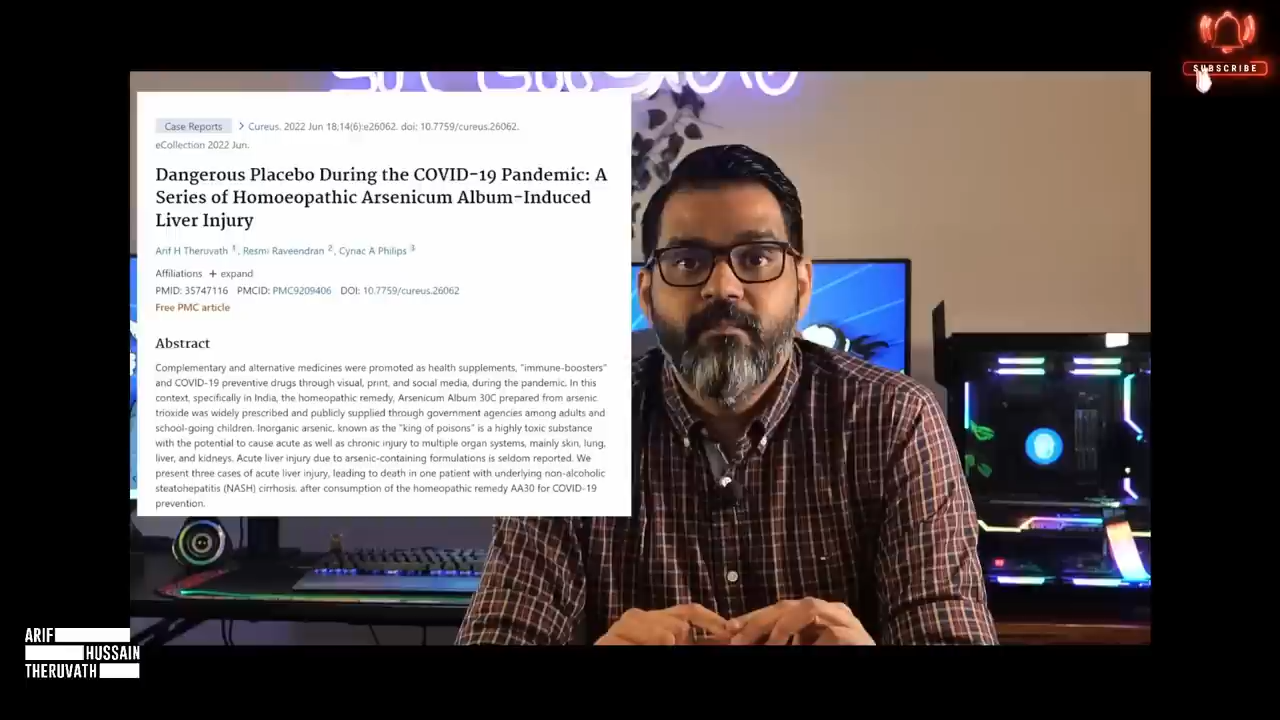 SUBSCRIBE
Case Reports > Cureus. 2022 Jun 18;14(6):e26062. doi: 10.7759/cureus.26062.
eCollection 2022 Jun.
Dangerous Placebo During the COVID-19 Pandemic: A
Series of Homoeopathic Arsenicum Album-Induced
Liver Injury
Arif H Theruvath 1, Resmi Raveendran 2, Cyriac A Philips 3
Affiliations + expand
PMID: 35747116 PMCID: PMC9209406 DOI: 10.7759/cureus.26062
Free PMC article
Abstract
Complementary and alternative medicines were promoted as health supplements, "immune-boosters"
and COVID-19 preventive drugs through visual, print, and social media, during the pandemic. In this
context, specifically in India, the homeopathic remedy, Arsenicum Album 30C prepared from arsenic
trioxide was widely prescribed and publicly supplied through government agencies among adults and
school-going children. Inorganic arsenic, known as the "king of poisons" is a highly toxic substance
with the potential to cause acute as well as chronic injury to multiple organ systems, mainly skin, lung,
liver, and kidneys. Acute liver injury due to arsenic-containing formulations is seldom reported. We
present three cases of acute liver injury, leading to death in one patient with underlying non-alcoholic
steatohepatitis (NASH) cirrhosis, after consumption of the homeopathic remedy AA30 for COVID-19
prevention.
ARIF
HUSSAIN
THERUVATH